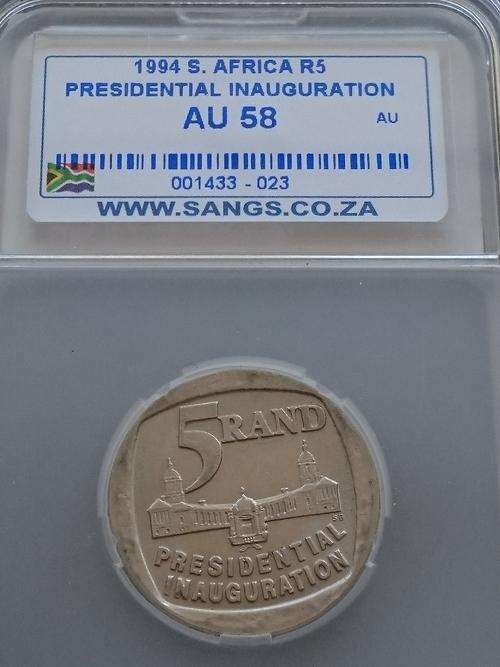 1994 S. AFRICA R5
PRESIDENTIAL INAUGURATION
AU 58 AU
001433 - 023
WWW.SANGS.CO.ZA
5 RAND
PRESIDENTIAL
INAUGURATION